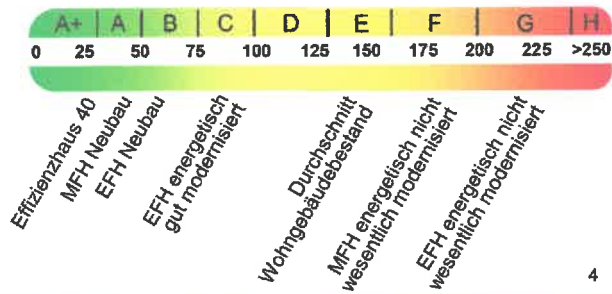 A+ A B C D E F G H
0 25 50 75 100 125 150 175 200 225 >250
Effizienzhaus 40
MFH Neubau
EFH Neubau
EFH energetisch
gut modernisiert
Durchschnitt
Wohngebäudebestand
MFH energetisch nicht
wesentlich modernisiert
EFH energetisch nicht
wesentlich modernisiert
4